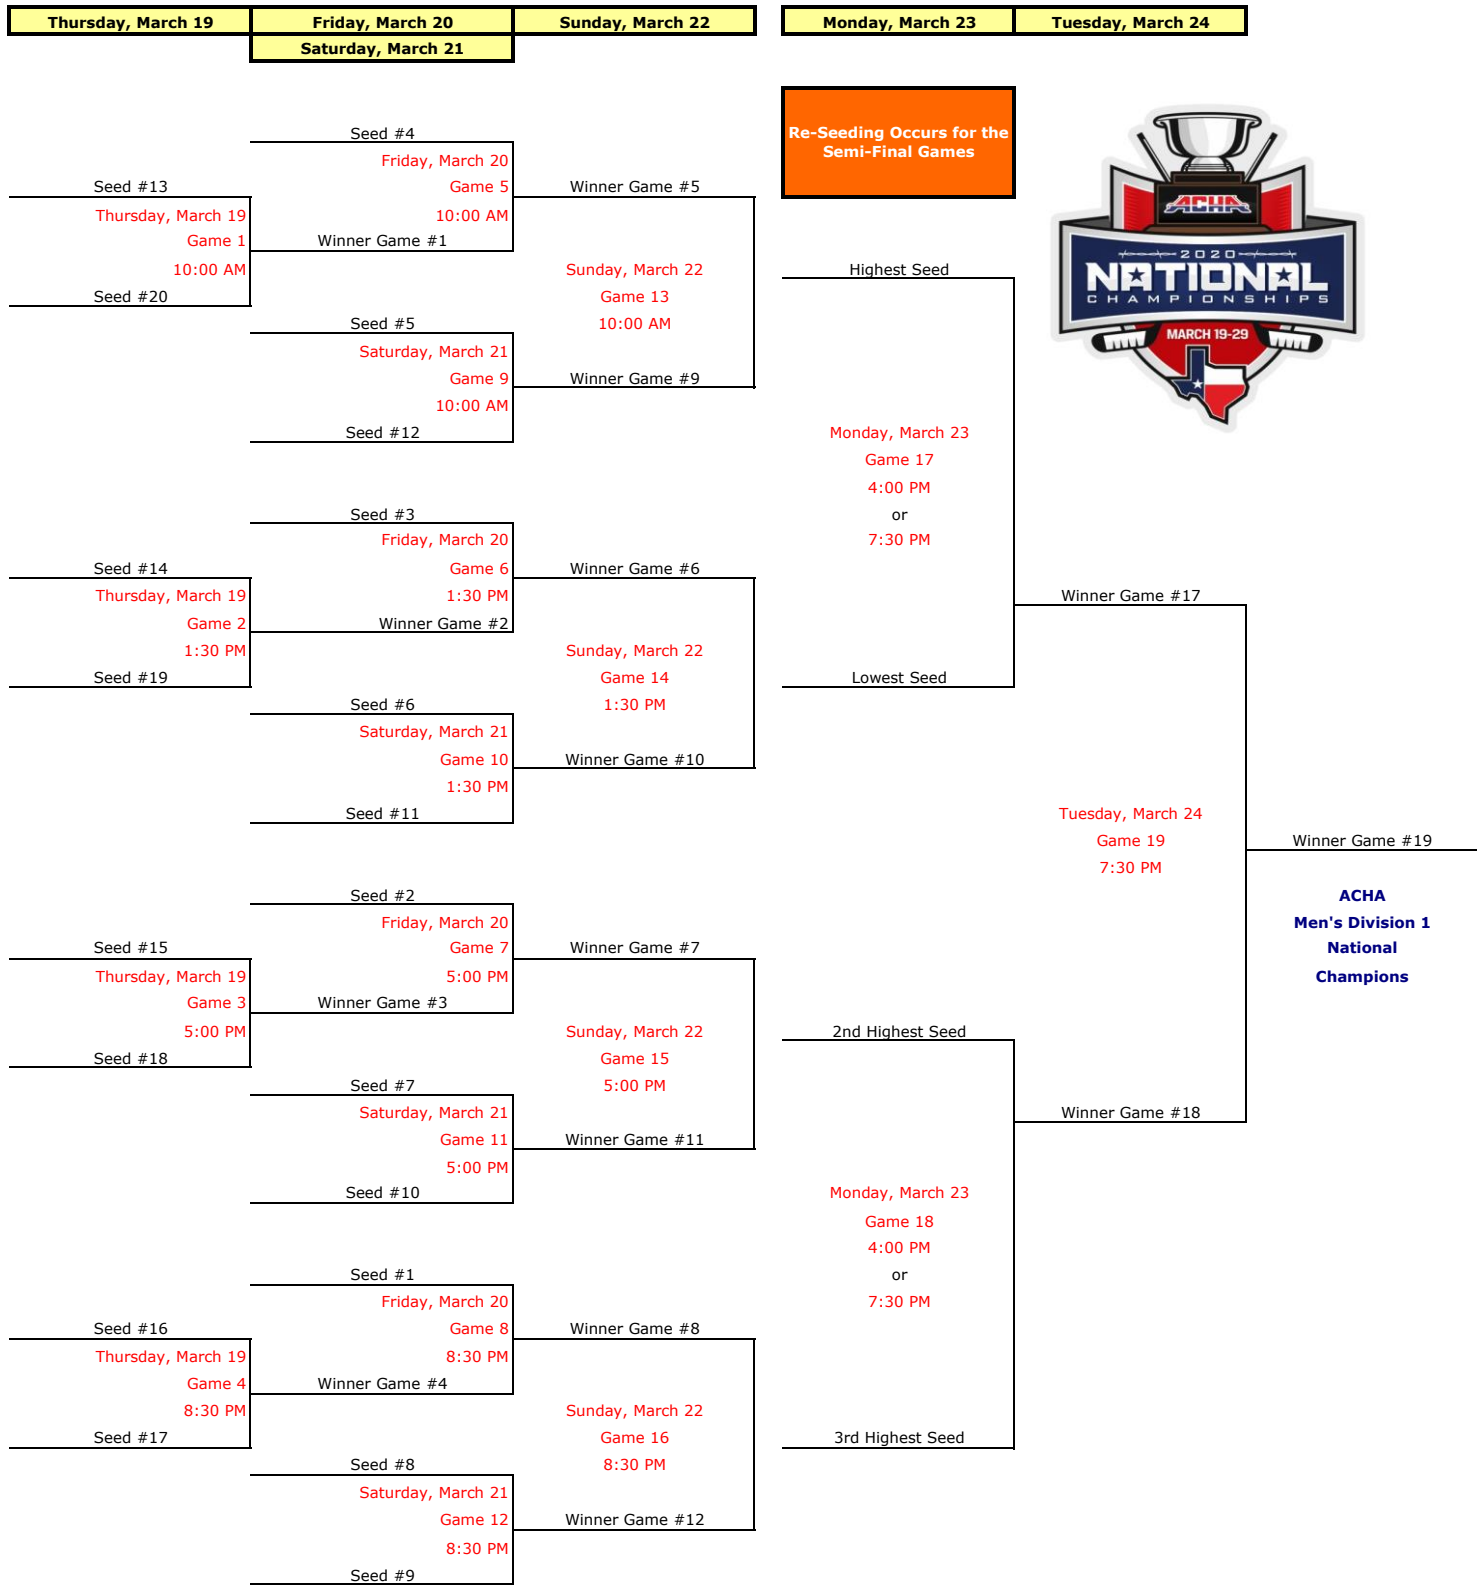 Thursday, March 19
Friday, March 20
Sunday, March 22
Monday, March 23
Tuesday, March 24
Saturday, March 21
Seed #13
Thursday, March 19
Game 1
10:00 AM
Seed #20
Seed #14
Thursday, March 19
Game 2
1:30 PM
Seed #19
Seed #15
Thursday, March 19
Game 3
5:00 PM
Seed #18
Seed #16
Thursday, March 19
Game 4
8:30 PM
Seed #17
Seed #4
Friday, March 20
Game 5
10:00 AM
Winner Game #1
Seed #5
Saturday, March 21
Game 9
10:00 AM
Seed #12
Seed #3
Friday, March 20
Game 6
1:30 PM
Winner Game #2
Seed #6
Saturday, March 21
Game 10
1:30 PM
Seed #11
Seed #2
Friday, March 20
Game 7
5:00 PM
Winner Game #3
Seed #7
Saturday, March 21
Game 11
5:00 PM
Seed #10
Seed #1
Friday, March 20
Game 8
8:30 PM
Winner Game #4
Seed #8
Saturday, March 21
Game 12
8:30 PM
Seed #9
Winner Game #5
Sunday, March 22
Game 13
10:00 AM
Winner Game #9
Winner Game #6
Sunday, March 22
Game 14
1:30 PM
Winner Game #10
Winner Game #7
Sunday, March 22
Game 15
5:00 PM
Winner Game #11
Winner Game #8
Sunday, March 22
Game 16
8:30 PM
Winner Game #12
Re-Seeding Occurs for the
Semi-Final Games
Highest Seed
Monday, March 23
Game 17
4:00 PM
or
7:30 PM
Lowest Seed
2nd Highest Seed
Monday, March 23
Game 18
4:00 PM
or
7:30 PM
3rd Highest Seed
ACHA
2020
NATIONAL
CHAMPIONSHIPS
MARCH 19-29
Winner Game #17
Tuesday, March 24
Game 19
7:30 PM
Winner Game #18
Winner Game #19
ACHA
Men's Division 1
National
Champions